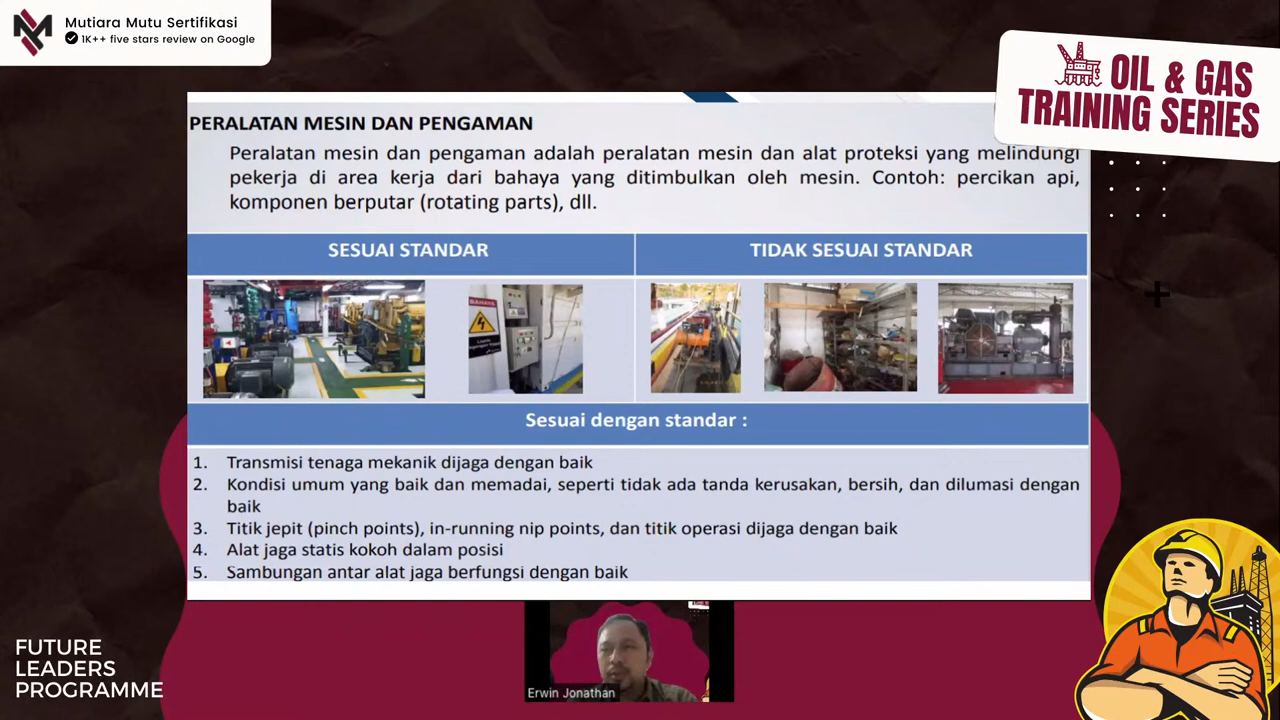 Mutiara Mutu Sertifikasi
1K++ five stars review on Google
OIL & GAS
TRAINING SERIES
PERALATAN MESIN DAN PENGAMAN
Peralatan mesin dan pengaman adalah peralatan mesin dan alat proteksi yang melindungi
pekerja di area kerja dari bahaya yang ditimbulkan oleh mesin. Contoh: percikan api,
komponen berputar (rotating parts), dll.
SESUAI STANDAR
TIDAK SESUAI STANDAR
BAHAYA
Sesuai dengan standar :
1. Transmisi tenaga mekanik dijaga dengan baik
2. Kondisi umum yang baik dan memadai, seperti tidak ada tanda kerusakan, bersih, dan dilumasi dengan
baik
3. Titik jepit (pinch points), in-running nip points, dan titik operasi dijaga dengan baik
4. Alat jaga statis kokoh dalam posisi
5. Sambungan antar alat jaga berfungsi dengan baik
FUTURE
LEADERS
PROGRAMME
Erwin Jonathan